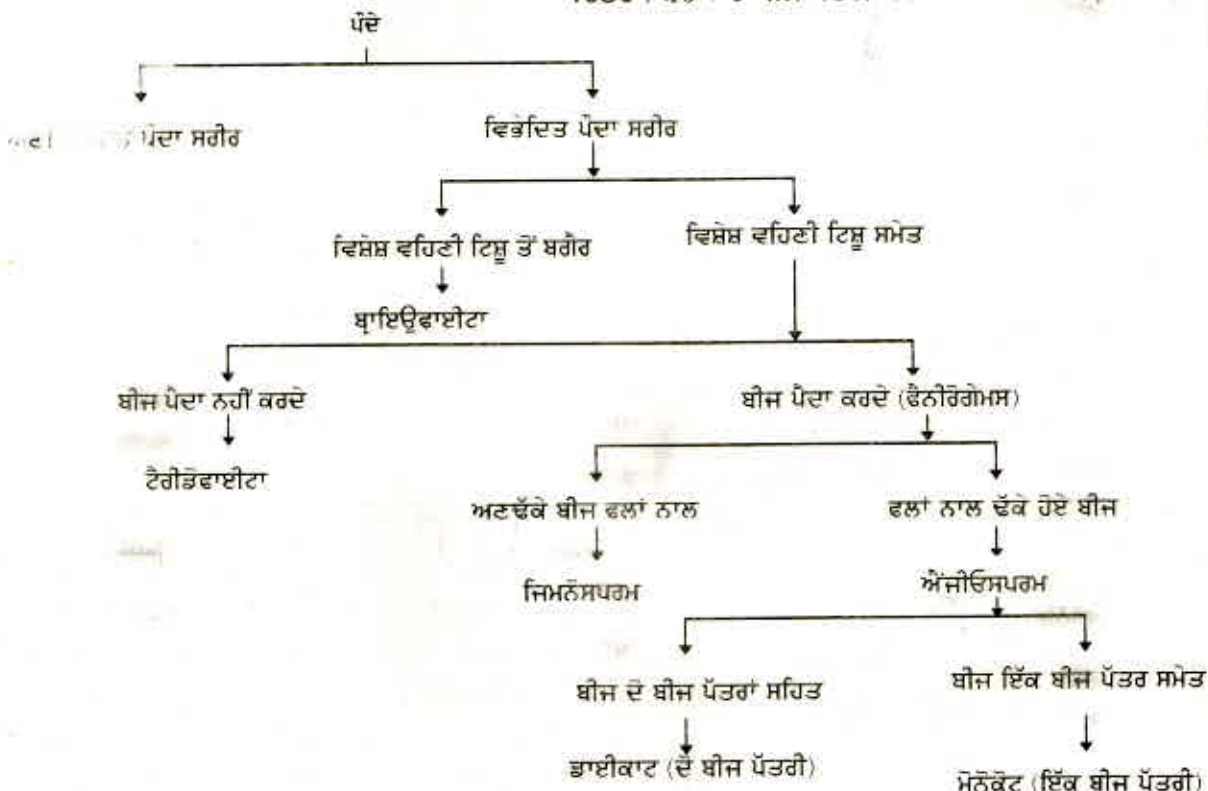 ਪੌਦੇ
ਪੌਦਾ ਸਰੀਰ
ਵਿਭੇਦਿਤ ਪੌਦਾ ਸਰੀਰ
ਵਿਸ਼ੇਸ਼ ਵਹਿਣੀ ਟਿਸ਼ੂ ਤੋਂ ਬਗੈਰ
ਵਿਸ਼ੇਸ਼ ਵਹਿਣੀ ਟਿਸ਼ੂ ਸਮੇਤ
ਬ੍ਰਾਇਊਫਾਈਟਾ
ਬੀਜ ਪੈਦਾ ਨਹੀਂ ਕਰਦੇ
ਬੀਜ ਪੈਦਾ ਕਰਦੇ (ਫੈਨੀਰੋਗੇਮਸ)
ਟੈਰੀਡੋਫਾਈਟਾ
ਅਣਢੱਕੇ ਬੀਜ ਫਲਾਂ ਨਾਲ
ਫਲਾਂ ਨਾਲ ਢੱਕੇ ਹੋਏ ਬੀਜ
ਜਿਮਨੋਸਪਰਮ
ਐਂਜੀਓਸਪਰਮ
ਬੀਜ ਦੋ ਬੀਜ ਪੱਤਰਾਂ ਸਹਿਤ
ਬੀਜ ਇੱਕ ਬੀਜ ਪੱਤਰ ਸਮੇਤ
ਡਾਈਕਾਟ (ਦੋ ਬੀਜ ਪੱਤਰੀ)
ਮੋਨੋਕੋਟ (ਇੱਕ ਬੀਜ ਪੱਤਰੀ)